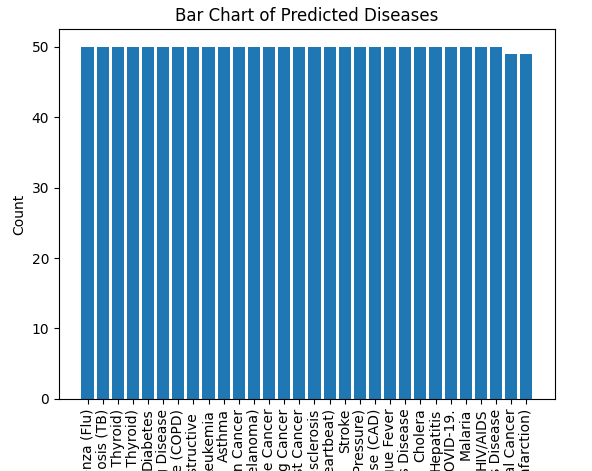 Bar Chart of Predicted Diseases
50
40
30
20
10
0
Count
nza (Flu)
osis (TB)
Thyroid)
Thyroid)
Diabetes
g Disease
e (COPD)
structive
eukemia
Asthma
n Cancer
elanoma)
e Cancer
g Cancer
st Cancer
sclerosis
eartbeat)
Stroke
Pressure)
se (CAD)
ue Fever
s Disease
Cholera
Hepatitis
VID-19.
Malaria
HIV/AIDS
s Disease
l Cancer
nfarction)